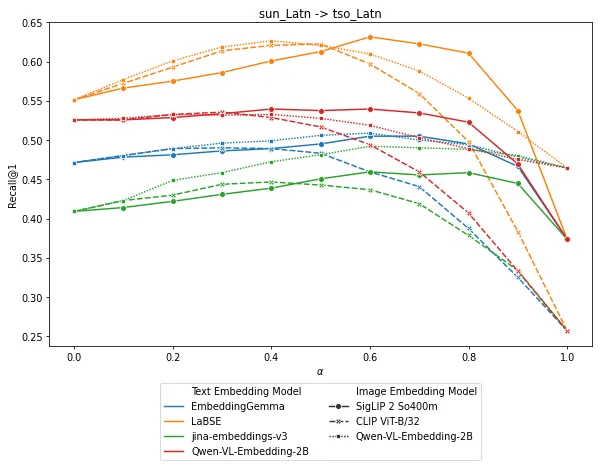 sun_Latn -> tso_Latn
0.65
0.60
0.55
0.50
0.45
0.40
0.35
0.30
0.25
Recall@1
0.0 0.2 0.4 0.6 0.8 1.0
α
Text Embedding Model Image Embedding Model
EmbeddingGemma SigLIP 2 So400m
LaBSE CLIP ViT-B/32
jina-embeddings-v3 Qwen-VL-Embedding-2B
Qwen-VL-Embedding-2B